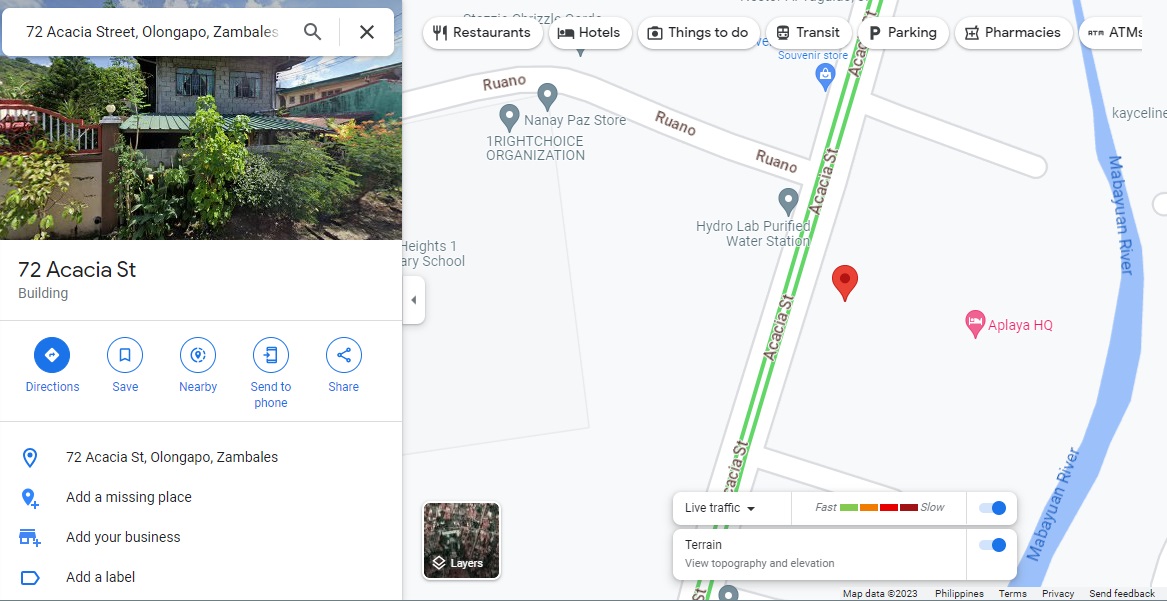 72 Acacia Street, Olongapo, Zambales
72 Acacia St
Building
Directions
Save
Nearby
Send to
phone
Share
72 Acacia St, Olongapo, Zambales
Add a missing place
Add your business
Add a label
Restaurants
Hotels
Things to do
Transit
Parking
Pharmacies
ATM ATMs
Souvenir store
Ruano
Nanay Paz Store
1RIGHTCHOICE
ORGANIZATION
Ruano
Ruano
Acacia St
Hydro Lab Purified
Water Station
Heights 1
ary School
Acacia St
Aplaya HQ
kayceline
Mabayuan River
Mabayuan River
acacia St
St
Layers
Live traffic
Fast
Slow
Terrain
View topography and elevation
Map data ©2023
Philippines
Terms
Privacy
Send feedback